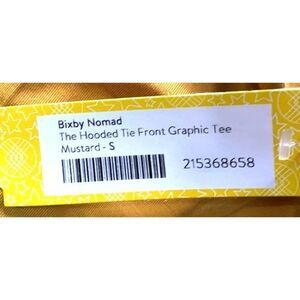 Bixby Nomad
The Hooded Tie Front Graphic Tee
Mustard - S
215368658